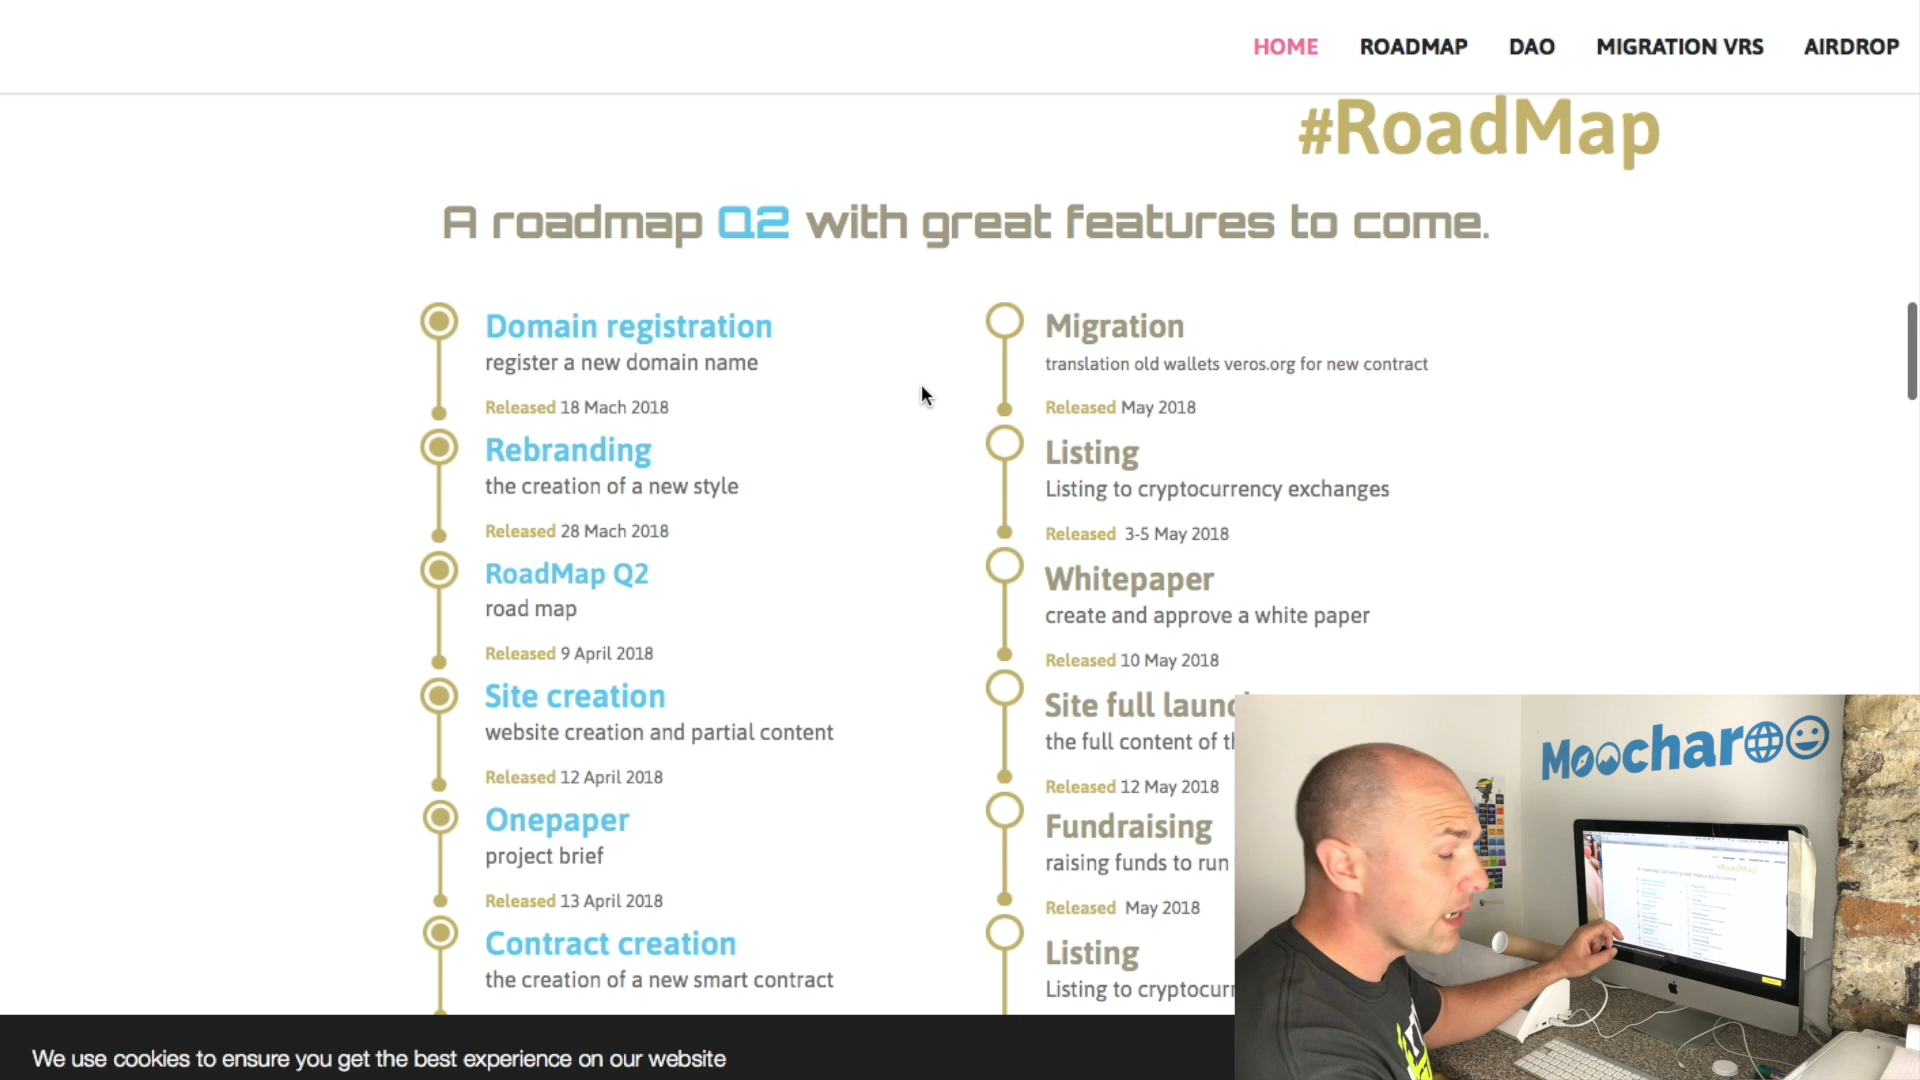 HOME ROADMAP DAO MIGRATION VRS AIRDROP
#RoadMap
A roadmap Q2 with great features to come.
Domain registration
register a new domain name
Released 18 Mach 2018
Rebranding
the creation of a new style
Released 28 Mach 2018
RoadMap Q2
road map
Released 9 April 2018
Site creation
website creation and partial content
Released 12 April 2018
Onepaper
project brief
Released 13 April 2018
Contract creation
the creation of a new smart contract
Migration
translation old wallets veros.org for new contract
Released May 2018
Listing
Listing to cryptocurrency exchanges
Released 3-5 May 2018
Whitepaper
create and approve a white paper
Released 10 May 2018
Site full
the full content of
Released 12 May 2018
Fundraising
raising funds to run
Released May 2018
Listing
Listing to
Moocharoo
#RoadMap
We use cookies to ensure you get the best experience on our website